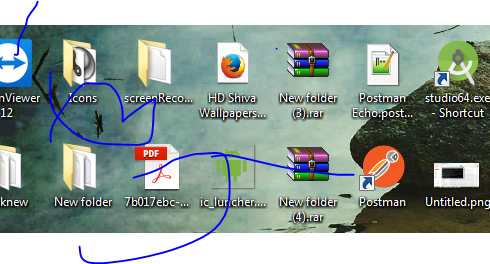 nViewer
12
Icons
screenReco...
HD Shiva
Wallpapers...
New folder
(3).rar
Postman
Echo.post...
studio64.exe
- Shortcut
knew
New folder
PDF
7b017ebc-...
ic_luncher....
New folder
(4).rar
Postman
Untitled.png